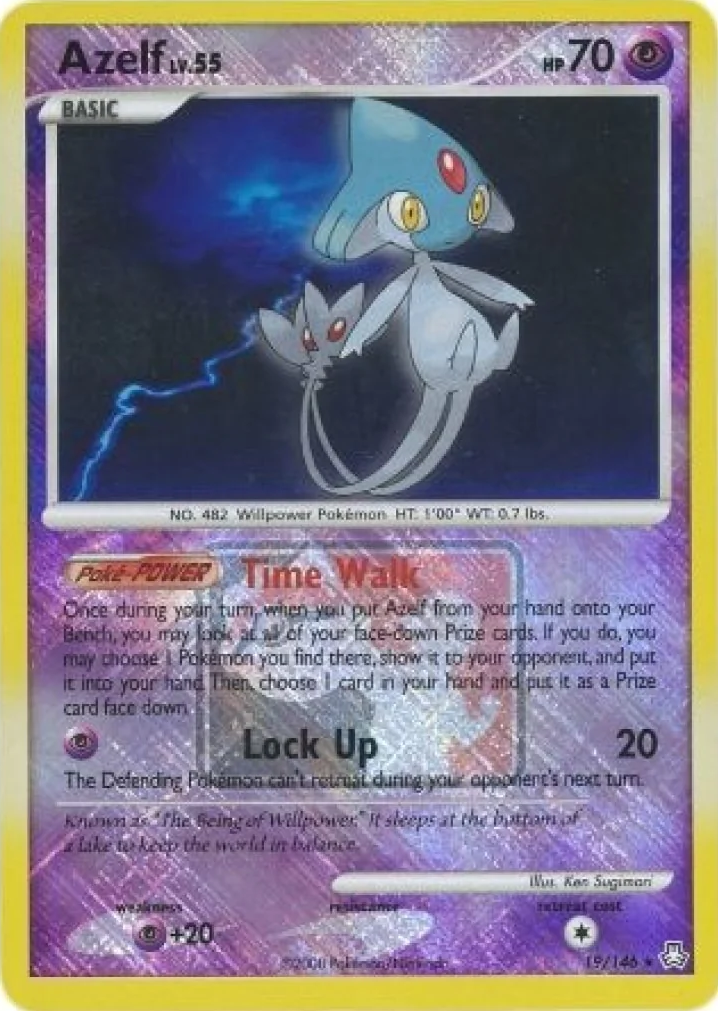 Azelf LV.55 HP 70
BASIC
NO. 482 Willpower Pokémon HT: 1'00" WT: 0.7 lbs.
Poké-POWER Time Walk
Once during your turn, when you put Azelf from your hand onto your
Bench, you may look at all of your face-down Prize cards. If you do, you
may choose 1 Pokémon you find there, show it to your opponent, and put
it into your hand. Then, choose 1 card in your hand and put it as a Prize
card face down.
Lock Up 20
The Defending Pokémon can't retreat during your opponent's next turn.
Known as "The Being of Willpower." It sleeps at the bottom of
a lake to keep the world in balance.
Illus. Ken Sugimori
weakness resistance retreat cost
+20
Pokémon/Nintendo 19/146